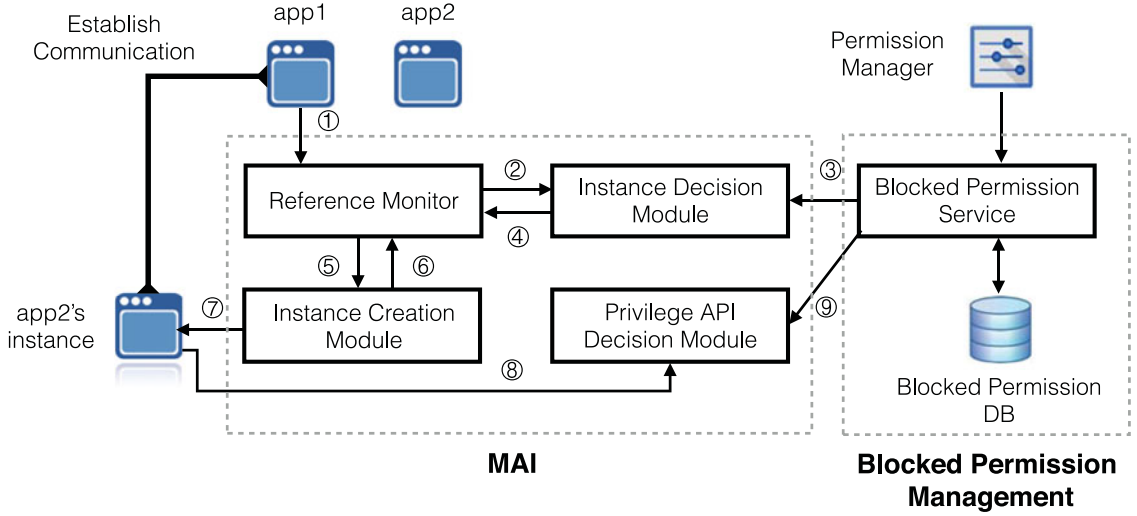 Establish
Communication
app1
app2
Permission
Manager
①
Reference Monitor
②
④
Instance Decision
Module
③
Blocked Permission
Service
⑤
⑥
app2's
instance
⑦
Instance Creation
Module
Privilege API
Decision Module
⑨
⑧
Blocked Permission
DB
MAI
Blocked Permission
Management